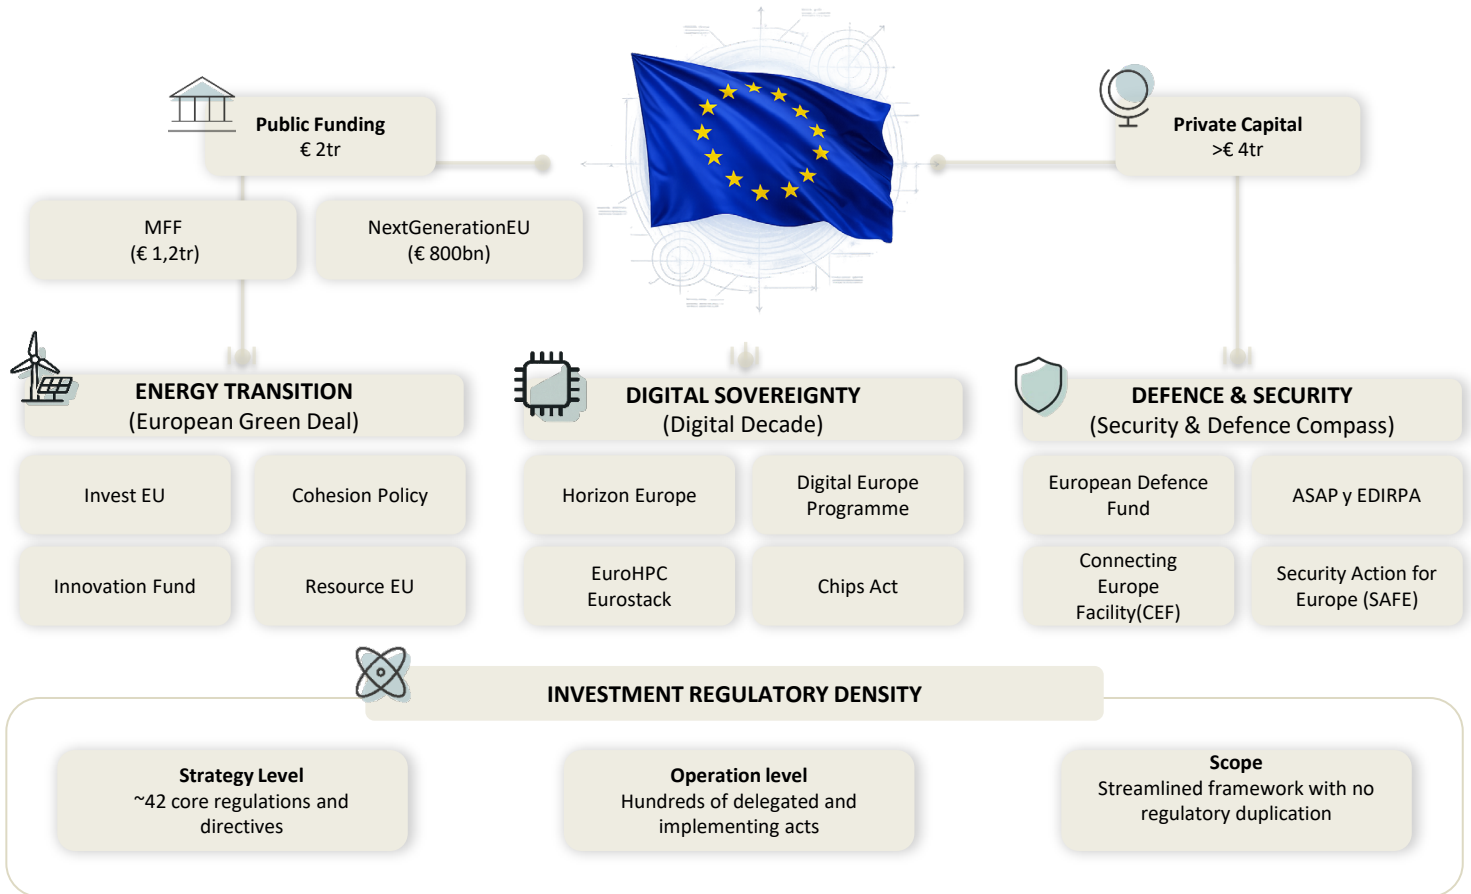 Public Funding
€ 2tr
Private Capital
>€ 4tr
MFF
(€ 1,2tr)
NextGenerationEU
(€ 800bn)
ENERGY TRANSITION
(European Green Deal)
DIGITAL SOVEREIGNTY
(Digital Decade)
DEFENCE & SECURITY
(Security & Defence Compass)
Invest EU
Cohesion Policy
Horizon Europe
Digital Europe
Programme
European Defence
Fund
ASAP y EDIRPA
Innovation Fund
Resource EU
EuroHPC
Eurostack
Chips Act
Connecting
Europe
Facility(CEF)
Security Action for
Europe (SAFE)
INVESTMENT REGULATORY DENSITY
Strategy Level
~42 core regulations and
directives
Operation level
Hundreds of delegated and
implementing acts
Scope
Streamlined framework with no
regulatory duplication